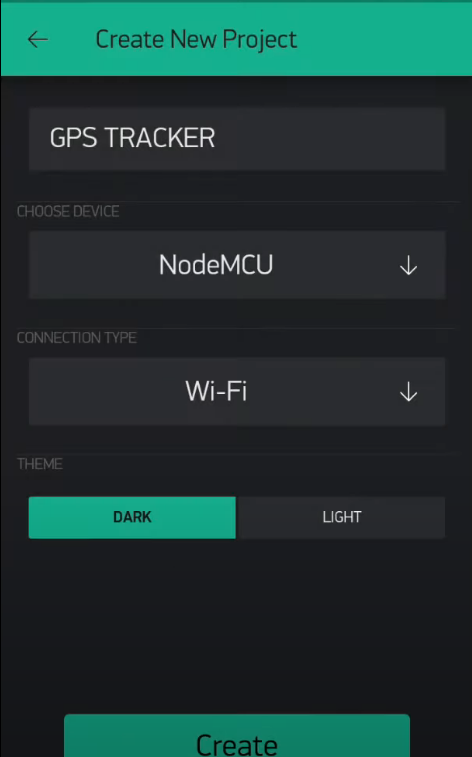 Create New Project
GPS TRACKER
CHOOSE DEVICE
NodeMCU
CONNECTION TYPE
Wi-Fi
THEME
DARK
LIGHT
Create